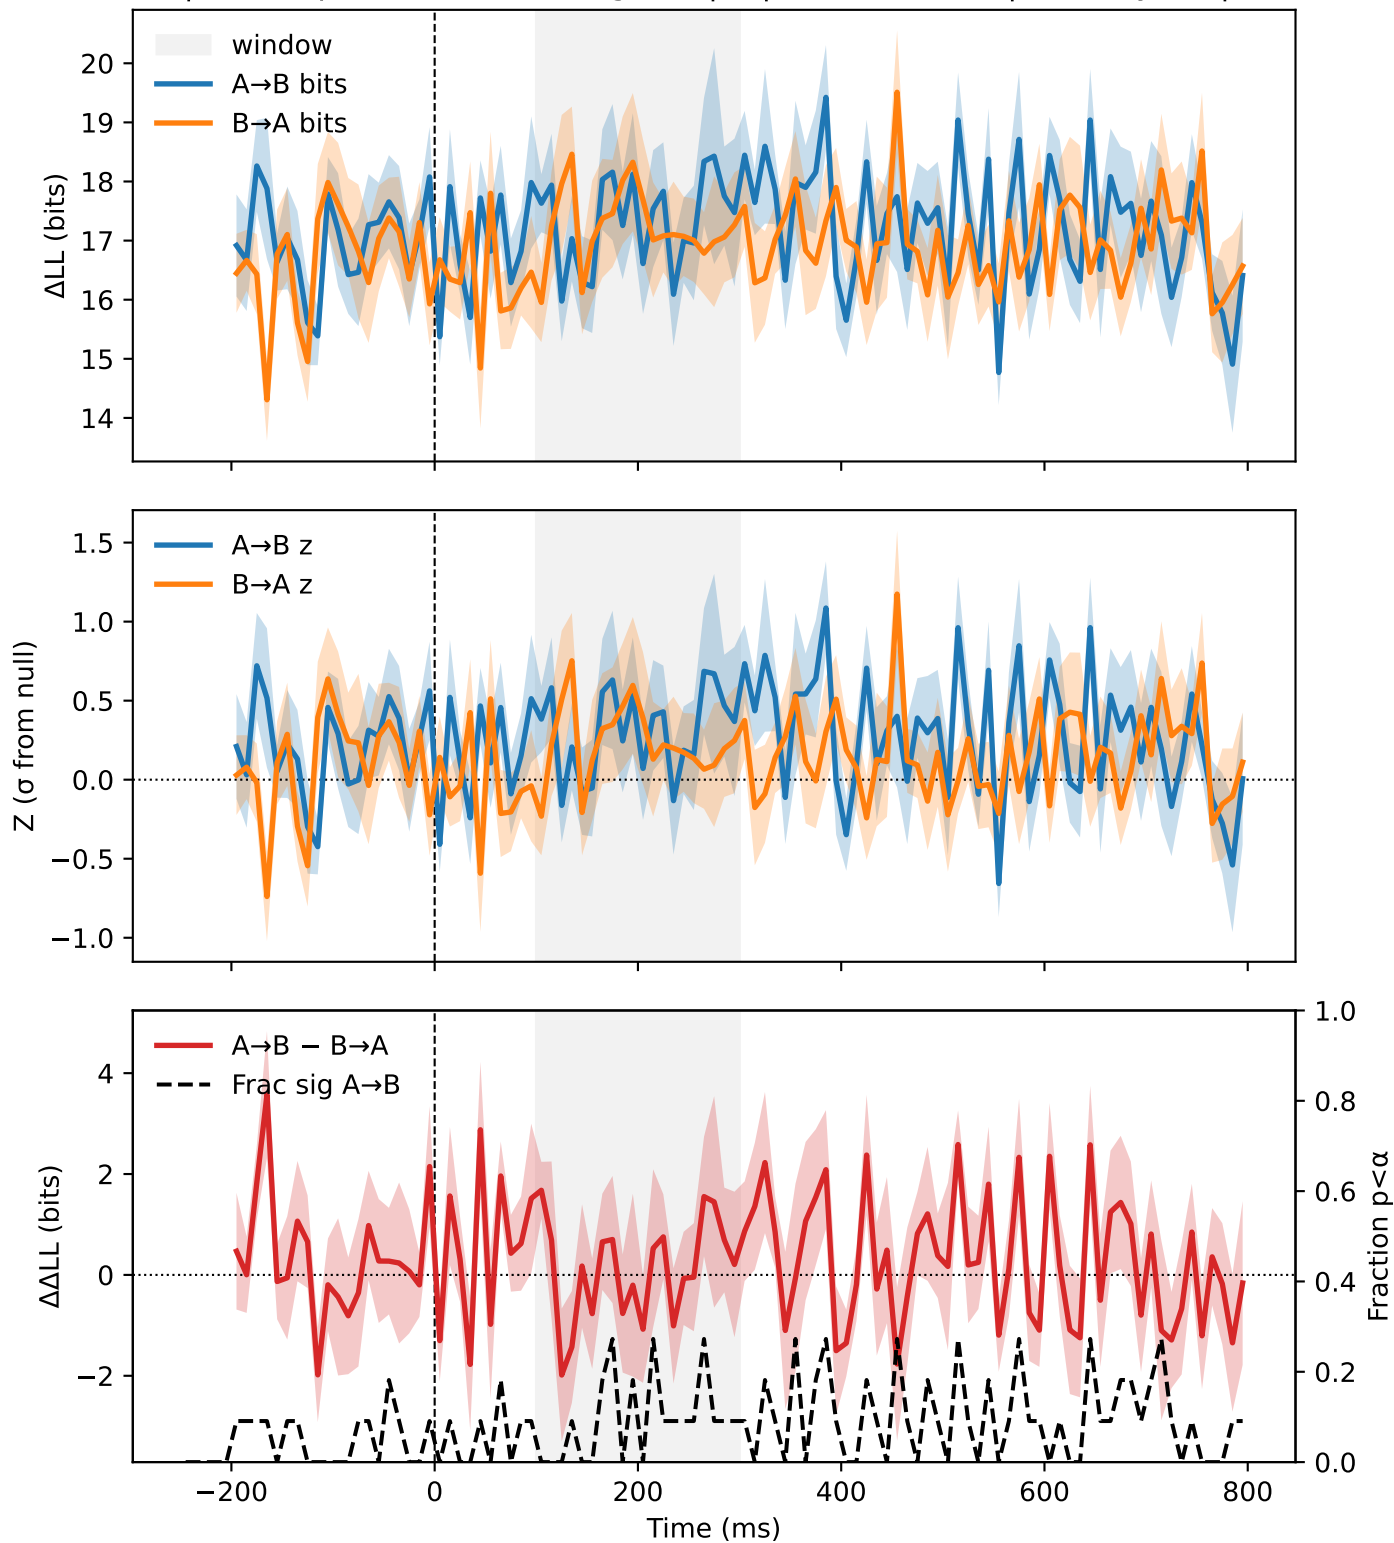 window
A→B bits
B→A bits
ΔLL (bits)
20
19
18
17
16
15
14
A→B z
B→A z
Z (σ from null)
1.5
1.0
0.5
0.0
−0.5
−1.0
A→B − B→A
Frac sig A→B
ΔΔLL (bits)
4
2
0
−2
1.0
0.8
0.6
0.4
0.2
0.0
Fraction p<α
−200 0 200 400 600 800
Time (ms)